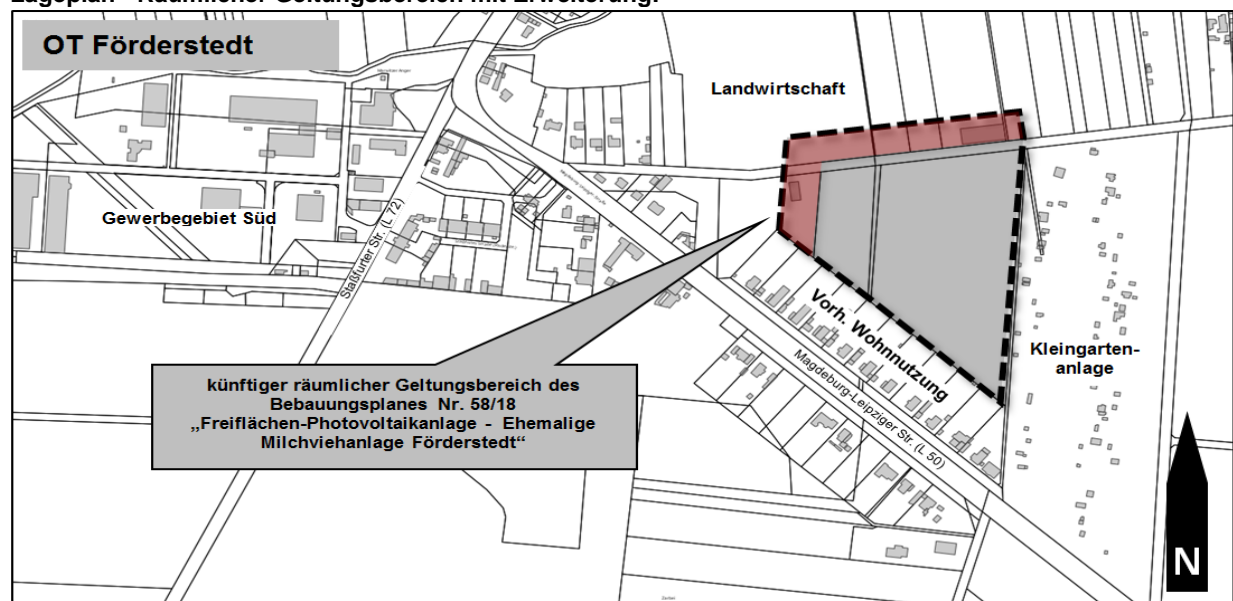 Lageplan - Räumlicher Geltungsbereich mit Erweiterung:
OT Förderstedt
Landwirtschaft
Gewerbegebiet Süd
Staßfurter Str. (L 72)
Vorh. Wohnnutzung
Magdeburg-Leipziger Str. (L 50)
Kleingarten-
anlage
künftiger räumlicher Geltungsbereich des
Bebauungsplanes Nr. 58/18
„Freiflächen-Photovoltaikanlage - Ehemalige
Milchviehanlage Förderstedt“
N